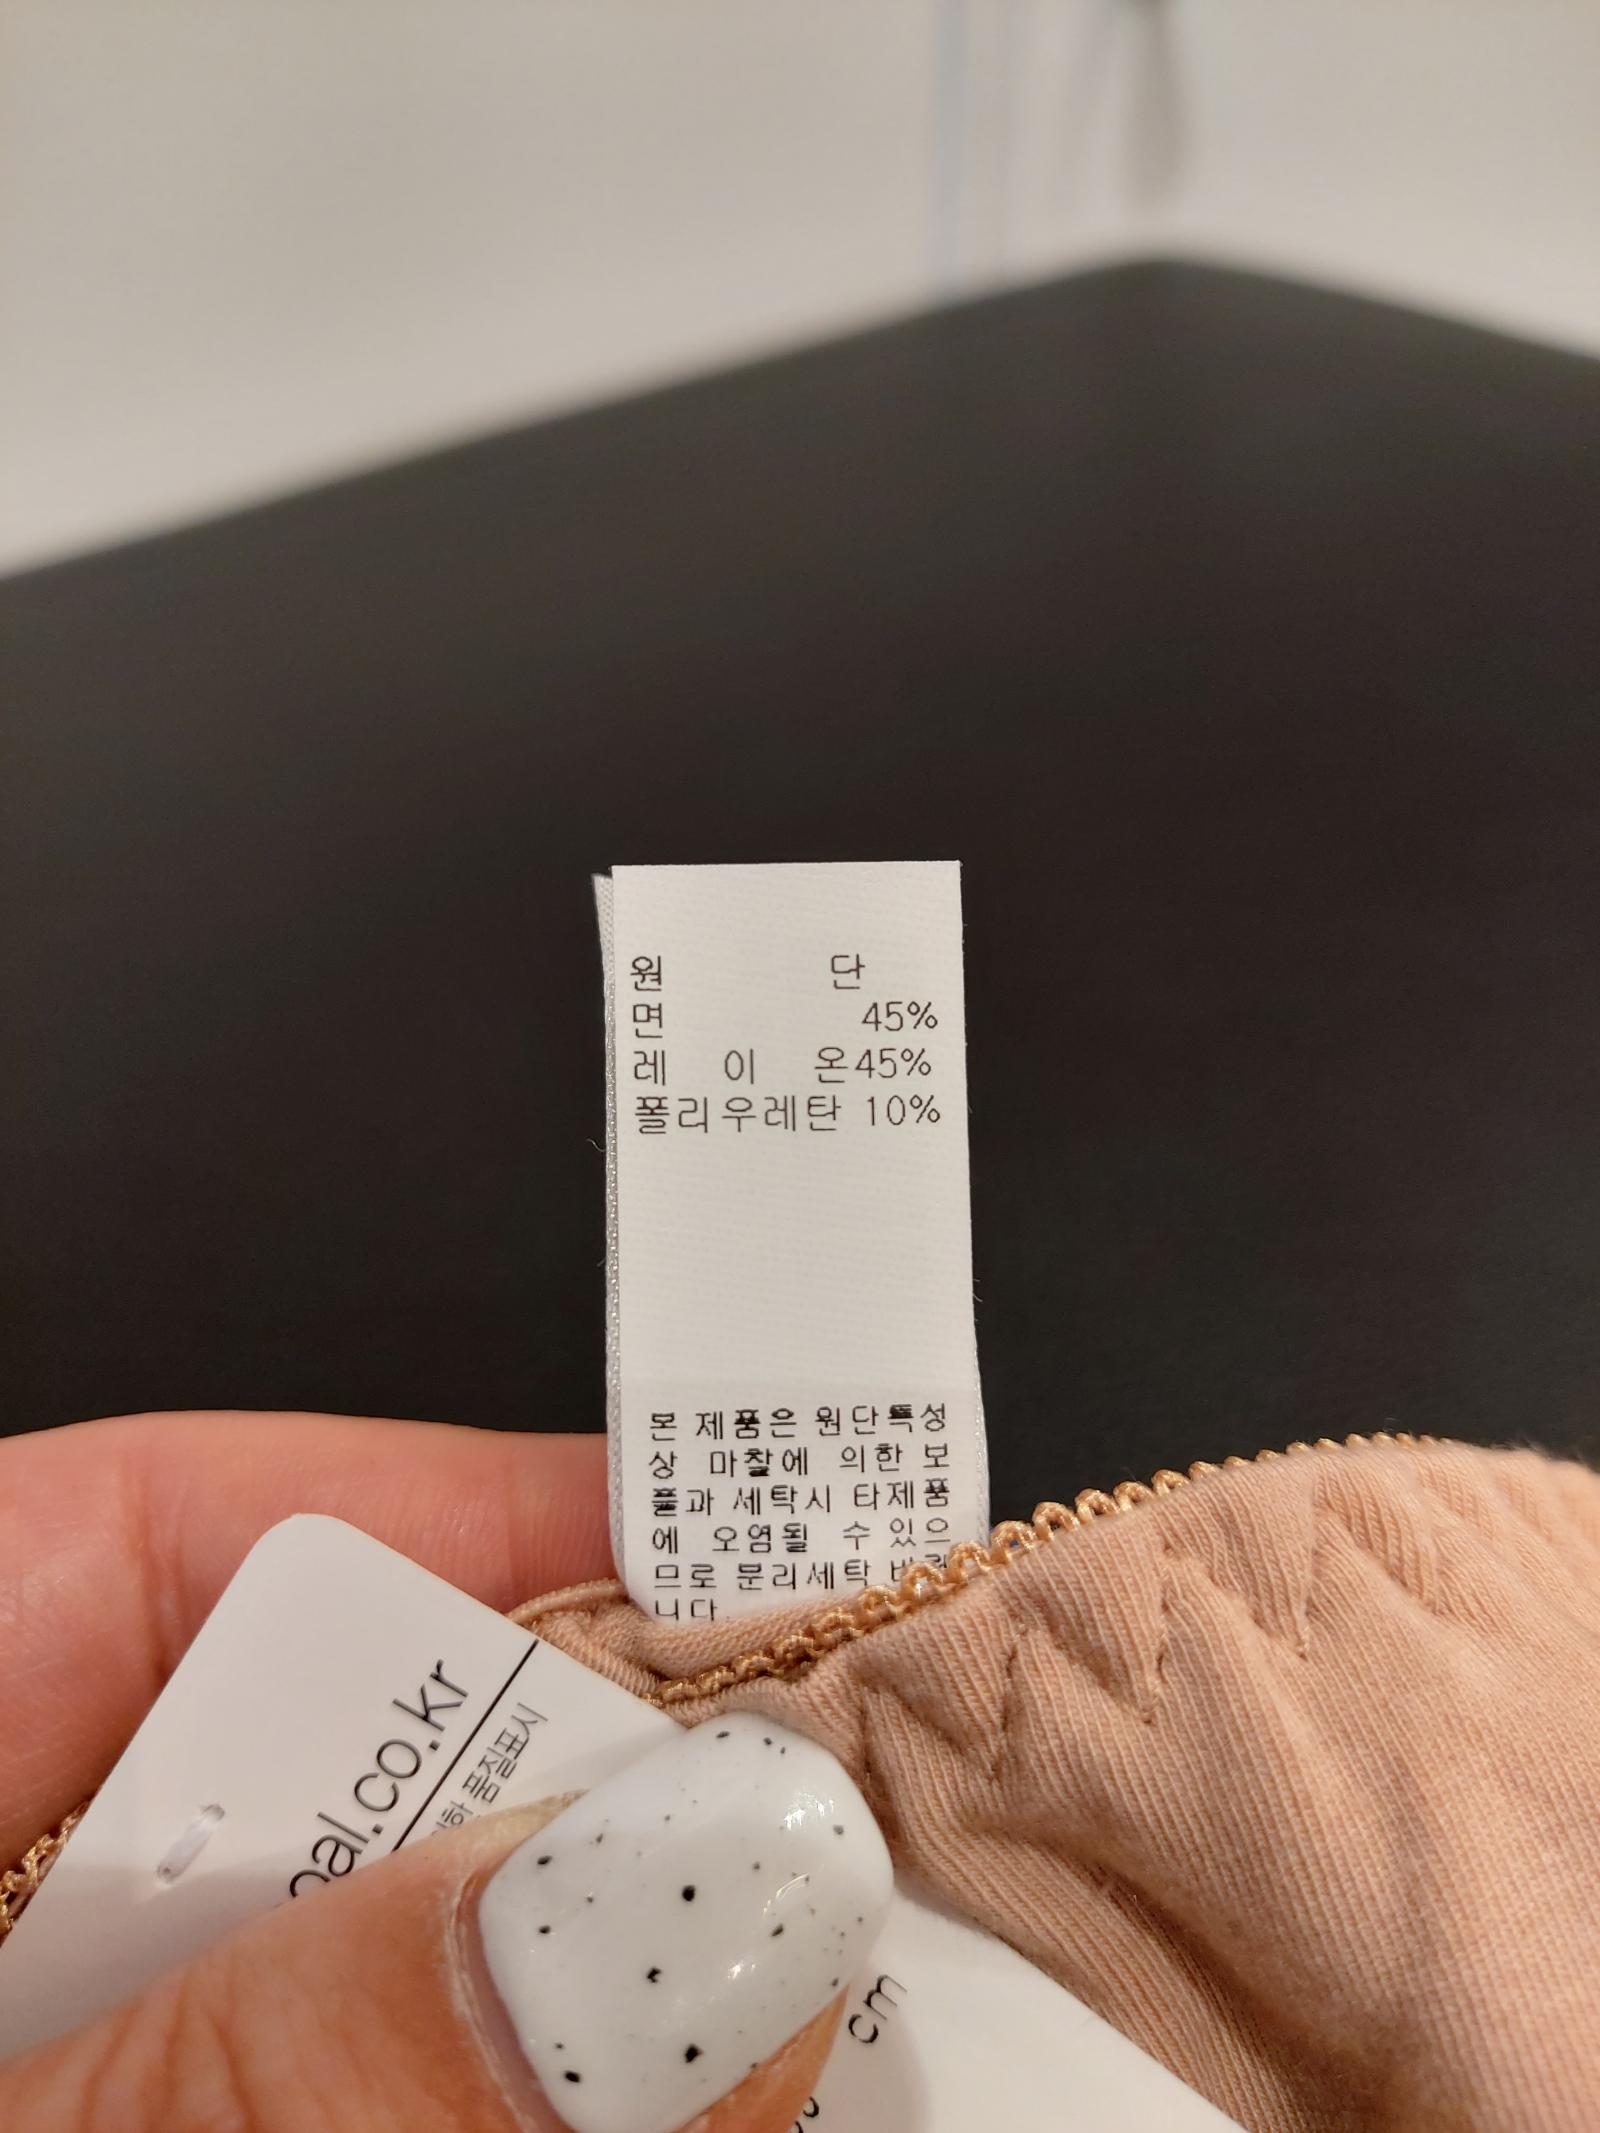 원 단
면 45%
레 이 온45%
폴리우레탄 10%
본 제품은 원단특성
상 마찰에 의한 보
풀과 세탁시 타제품
에 오염될 수 있으
므로 분리세탁 바랍
니다.
oal.co.kr
품질표시
cm